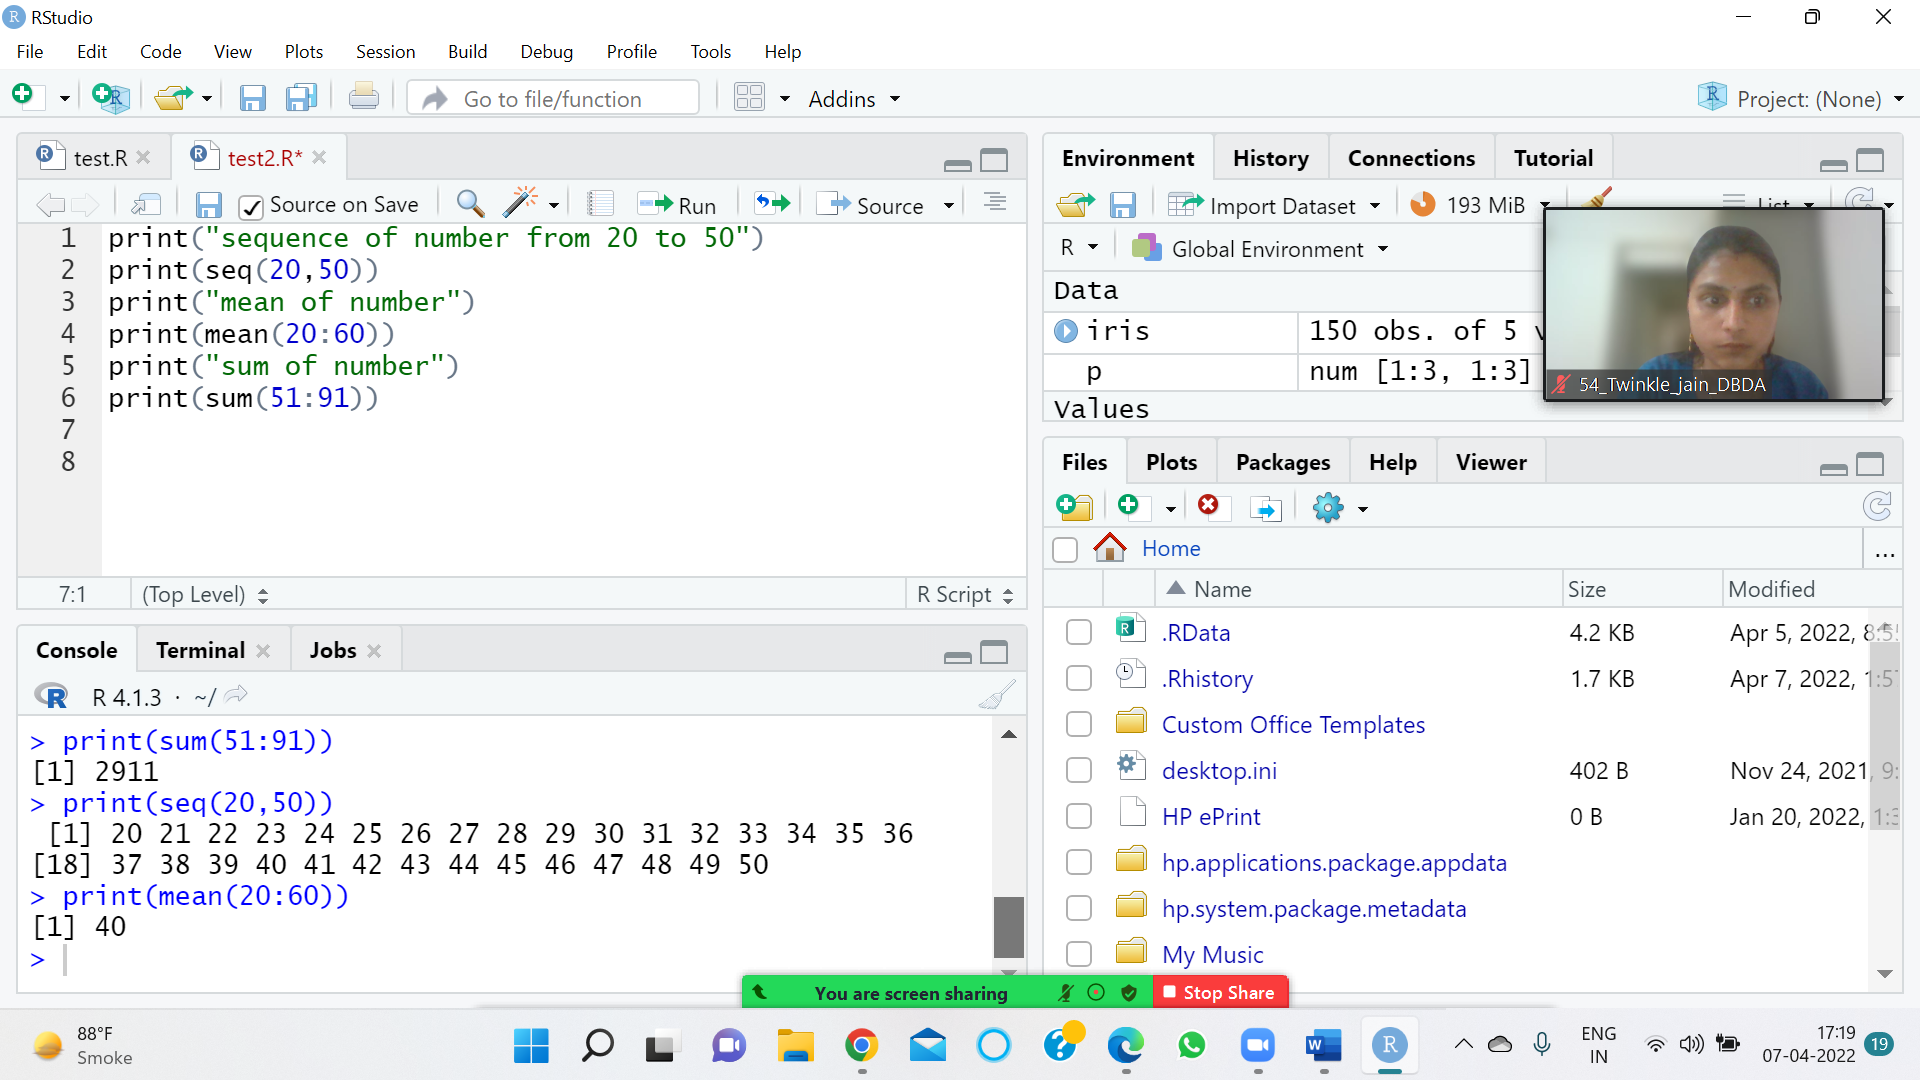 RStudio
File Edit Code View Plots Session Build Debug Profile Tools Help
Go to file/function Addins Project: (None)
test.R test2.R*
Source on Save Run Source
1 print("sequence of number from 20 to 50")
2 print(seq(20,50))
3 print("mean of number")
4 print(mean(20:60))
5 print("sum of number")
6 print(sum(51:91))
7
8
7:1 (Top Level) R Script
Console Terminal Jobs
R 4.1.3 · ~/
> print(sum(51:91))
[1] 2911
> print(seq(20,50))
[1] 20 21 22 23 24 25 26 27 28 29 30 31 32 33 34 35 36
[18] 37 38 39 40 41 42 43 44 45 46 47 48 49 50
> print(mean(20:60))
[1] 40
>
Environment History Connections Tutorial
Import Dataset 193 MiB List
R Global Environment
Data
iris 150 obs. of 5 v
p num [1:3, 1:3]
Values
54_Twinkle_jain_DBDA
Files Plots Packages Help Viewer
Home ...
Name Size Modified
.RData 4.2 KB Apr 5, 2022,
.Rhistory 1.7 KB Apr 7, 2022,
Custom Office Templates
desktop.ini 402 B Nov 24, 2021,
HP ePrint 0 B Jan 20, 2022,
hp.applications.package.appdata
hp.system.package.metadata
My Music
You are screen sharing Stop Share
88°F
Smoke
ENG
IN
17:19
07-04-2022
19